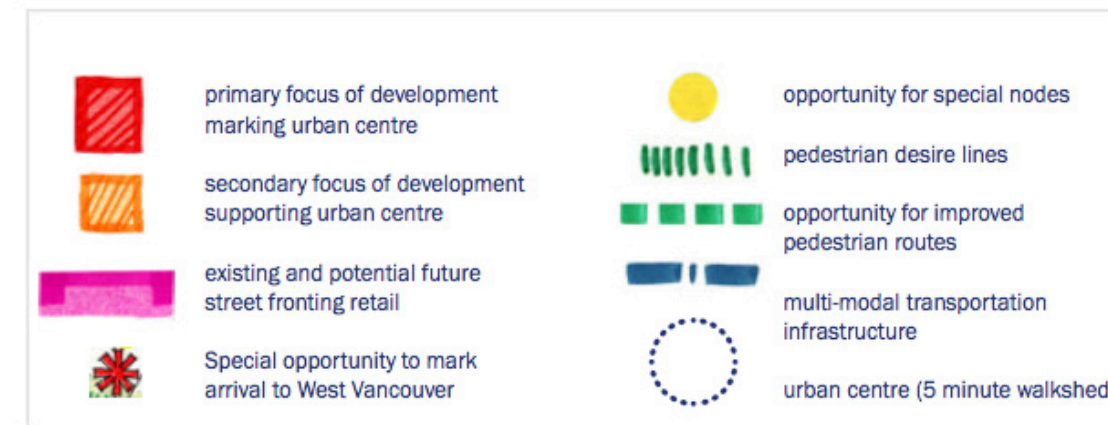 primary focus of development
marking urban centre
secondary focus of development
supporting urban centre
existing and potential future
street fronting retail
Special opportunity to mark
arrival to West Vancouver
opportunity for special nodes
pedestrian desire lines
opportunity for improved
pedestrian routes
multi-modal transportation
infrastructure
urban centre (5 minute walkshed